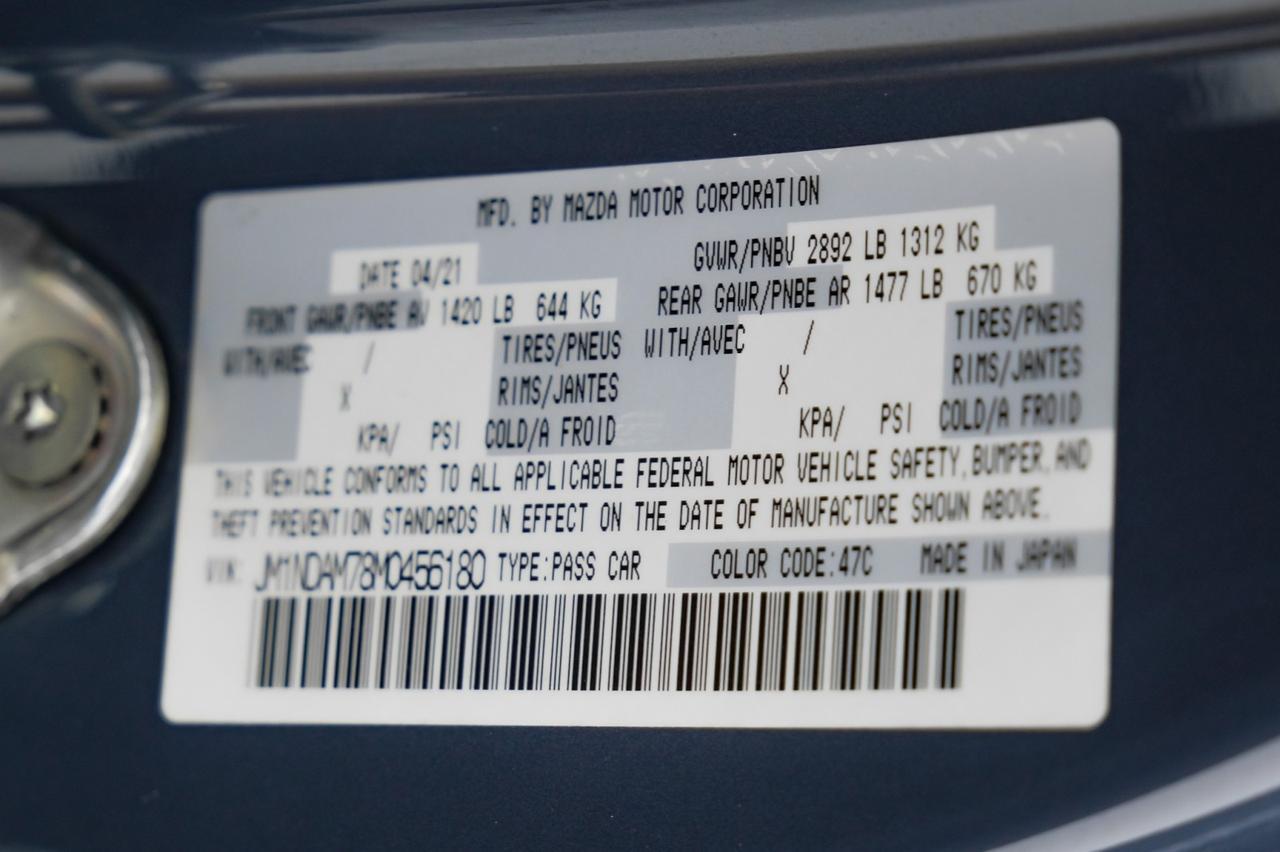 MFD. BY MAZDA MOTOR CORPORATION
DATE 04/21 GVWR/PNBV 2892 LB 1312 KG
FRONT GAWR/PNBE AV 1420 LB 644 KG REAR GAWR/PNBE AR 1477 LB 670 KG
WITH/AVEC / TIRES/PNEUS WITH/AVEC / TIRES/PNEUS
X RIMS/JANTES X RIMS/JANTES
KPA/ PSI COLD/A FROID KPA/ PSI COLD/A FROID
THIS VEHICLE CONFORMS TO ALL APPLICABLE FEDERAL MOTOR VEHICLE SAFETY, BUMPER, AND
THEFT PREVENTION STANDARDS IN EFFECT ON THE DATE OF MANUFACTURE SHOWN ABOVE.
VIN: JM1NDAM78M0456180 TYPE:PASS CAR COLOR CODE:47C MADE IN JAPAN